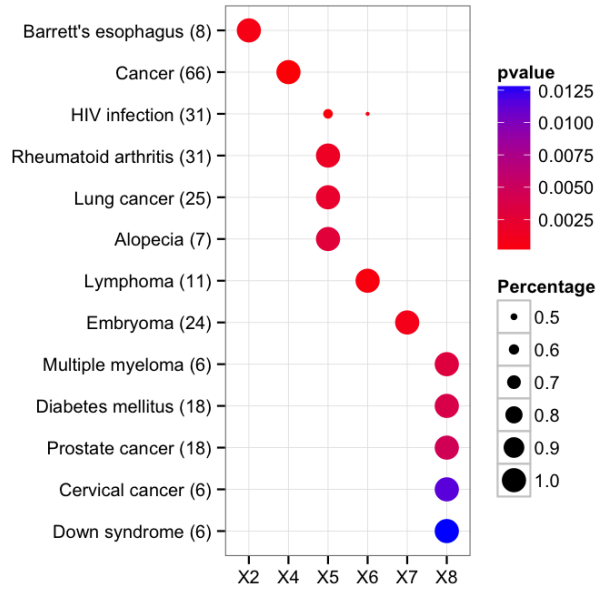 Barrett's esophagus (8)
Cancer (66)
HIV infection (31)
Rheumatoid arthritis (31)
Lung cancer (25)
Alopecia (7)
Lymphoma (11)
Embryoma (24)
Multiple myeloma (6)
Diabetes mellitus (18)
Prostate cancer (18)
Cervical cancer (6)
Down syndrome (6)
X2 X4 X5 X6 X7 X8
pvalue
0.0125
0.0100
0.0075
0.0050
0.0025
Percentage
0.5
0.6
0.7
0.8
0.9
1.0